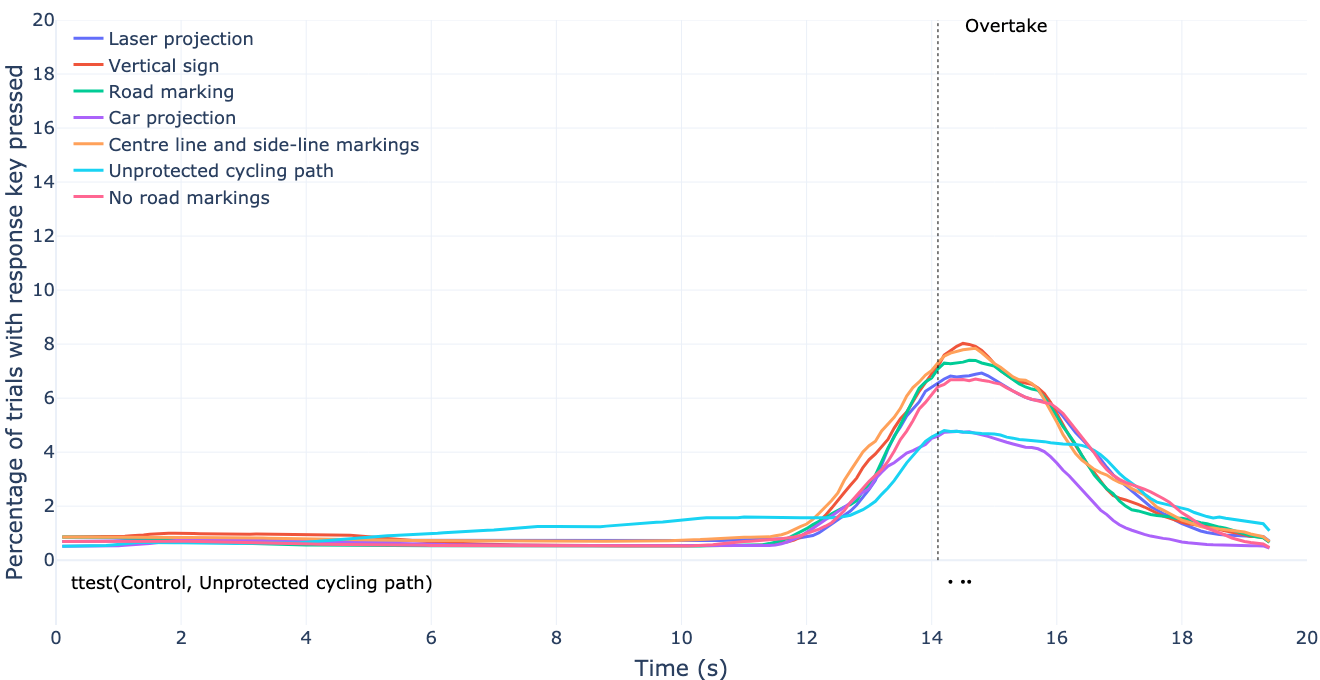 Percentage of trials with response key pressed
20
18
16
14
12
10
8
6
4
2
0
Laser projection
Vertical sign
Road marking
Car projection
Centre line and side-line markings
Unprotected cycling path
No road markings
Overtake
ttest(Control, Unprotected cycling path)
0 2 4 6 8 10 12 14 16 18 20
Time (s)